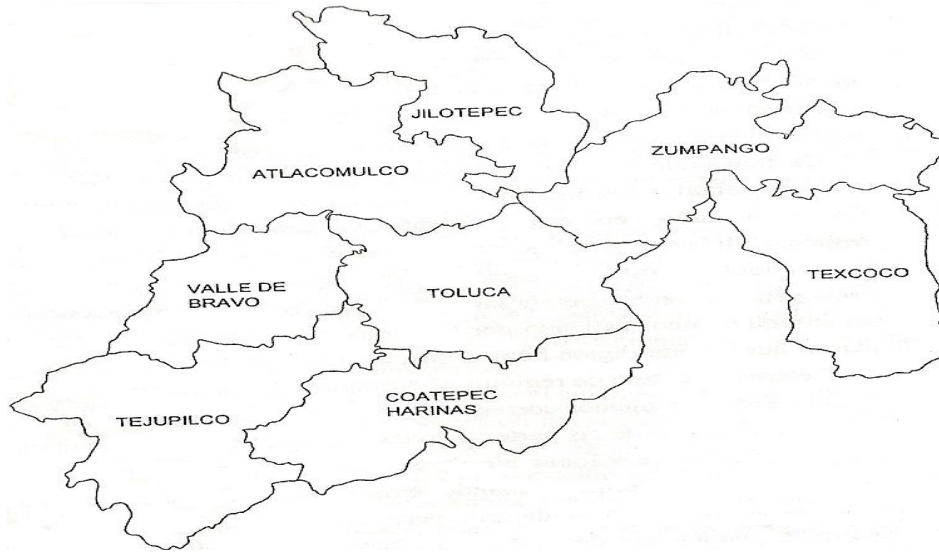 JILOTEPEC
ZUMPANGO
ATLACOMULCO
TEXCOCO
VALLE DE
BRAVO
TOLUCA
COATEPEC
HARINAS
TEJUPILCO